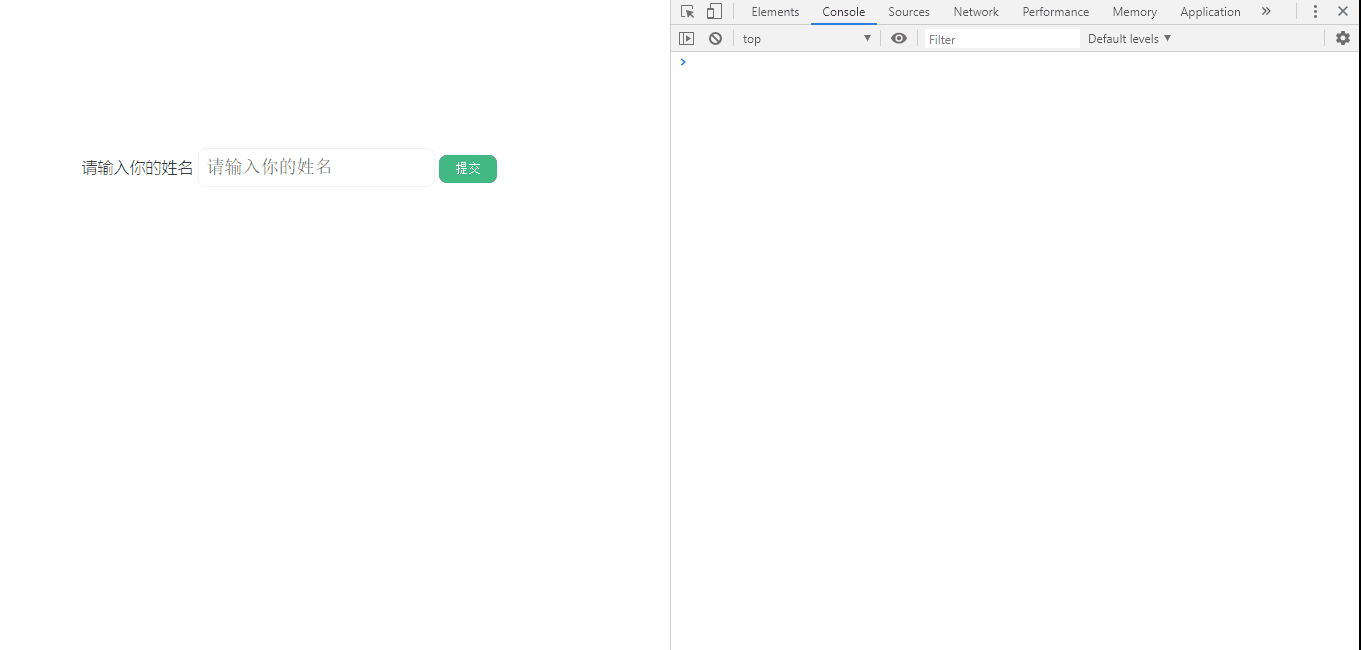 Elements Console Sources Network Performance Memory Application
top Filter Default levels
请输入你的姓名 请输入你的姓名 提交